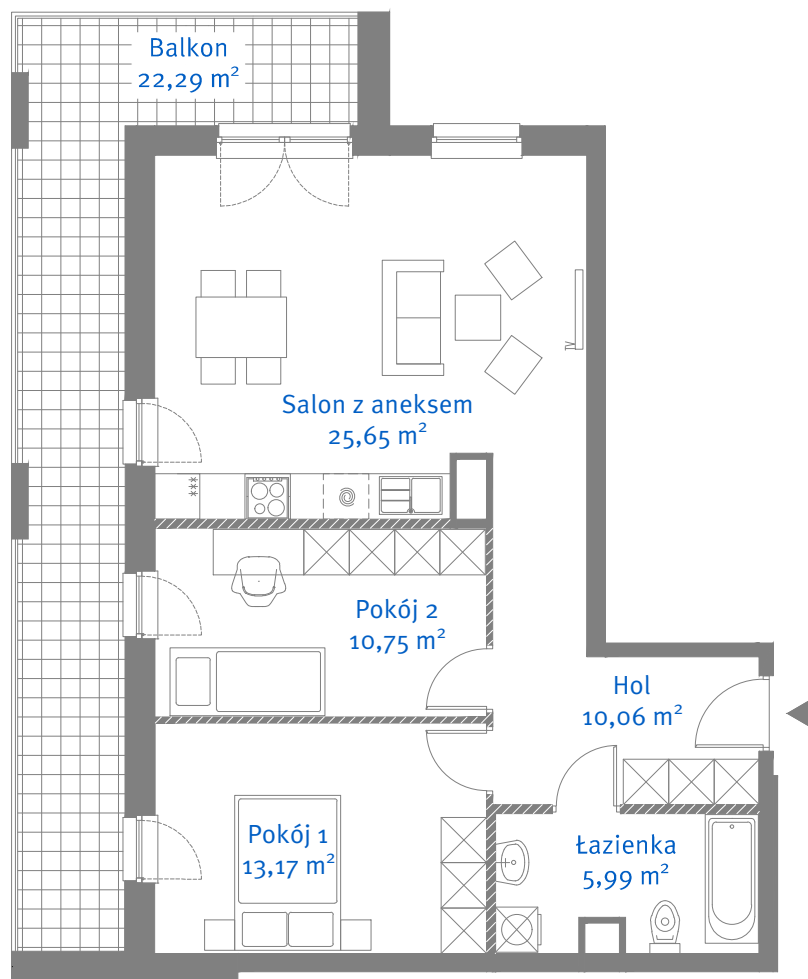 Balkon
22,29 m²
Salon z aneksem
25,65 m²
TV
Pokój 2
10,75 m²
Hol
10,06 m²
Pokój 1
13,17 m²
Łazienka
5,99 m²